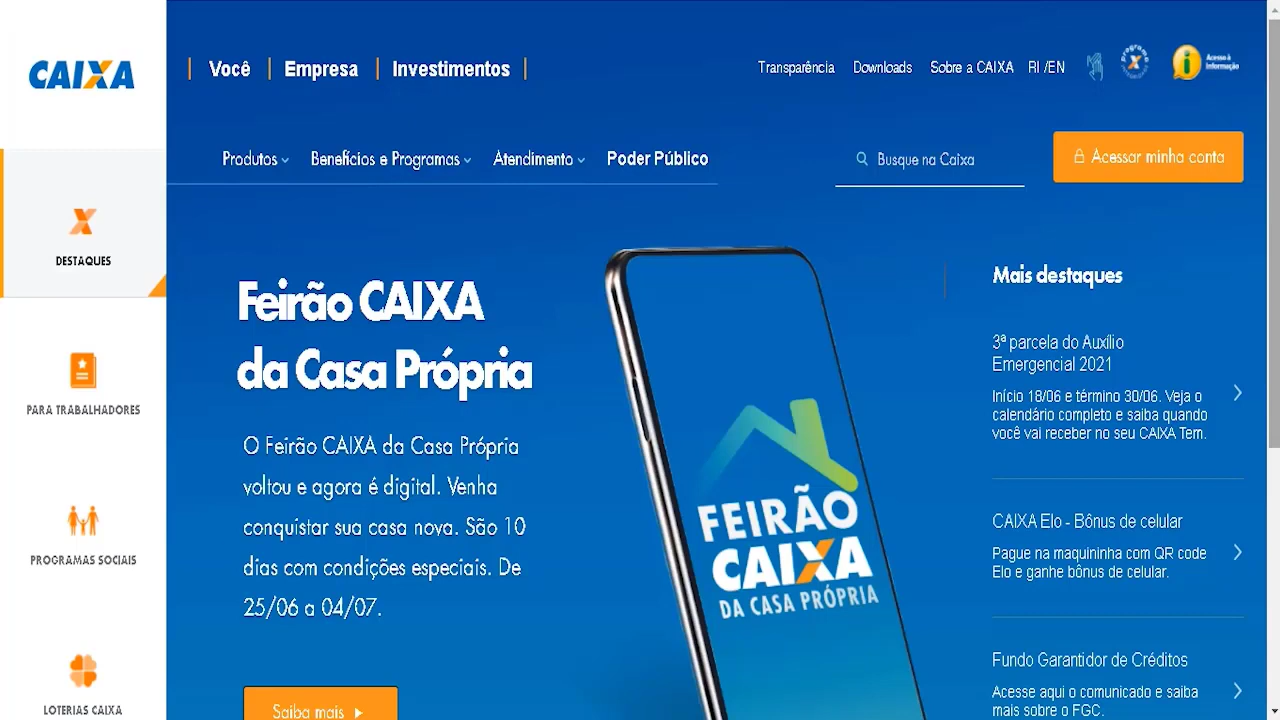 CAIXA
Você
Empresa
Investimentos
Transparência
Downloads
Sobre a CAIXA
RI /EN
Acesso à
Informação
Produtos
Benefícios e Programas
Atendimento
Poder Público
Busque na Caixa
Acessar minha conta
DESTAQUES
PARA TRABALHADORES
PROGRAMAS SOCIAIS
LOTERIAS CAIXA
Feirão CAIXA
da Casa Própria
O Feirão CAIXA da Casa Própria
voltou e agora é digital. Venha
conquistar sua casa nova. São 10
dias com condições especiais. De
25/06 a 04/07.
Saiba mais
FEIRÃO
CAIXA
DA CASA PRÓPRIA
Mais destaques
3ª parcela do Auxílio
Emergencial 2021
Início 18/06 e término 30/06. Veja o
calendário completo e saiba quando
você vai receber no seu CAIXA Tem.
CAIXA Elo - Bônus de celular
Pague na maquininha com QR code
Elo e ganhe bônus de celular.
Fundo Garantidor de Créditos
Acesse aqui o comunicado e saiba
mais sobre o FGC.